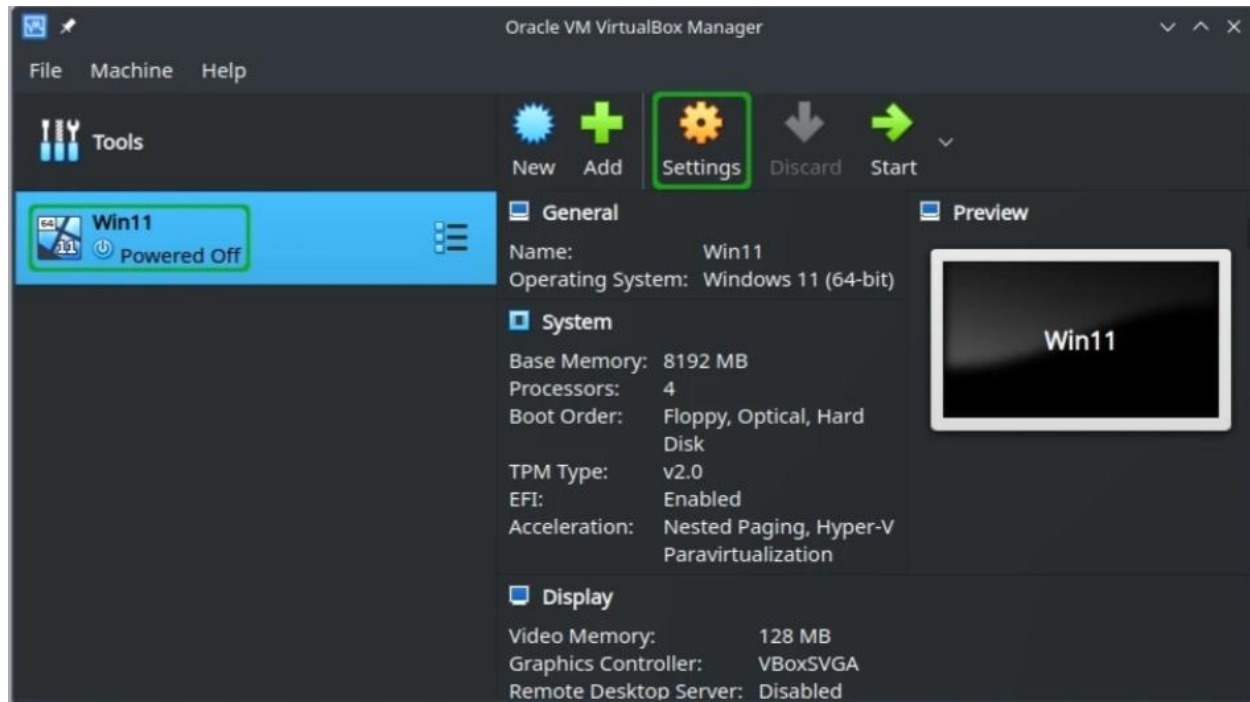 Oracle VM VirtualBox Manager
File Machine Help
Tools
New Add Settings Discard Start
Win11
Powered Off
General
Name: Win11
Operating System: Windows 11 (64-bit)
System
Base Memory: 8192 MB
Processors: 4
Boot Order: Floppy, Optical, Hard
Disk
TPM Type: v2.0
EFI: Enabled
Acceleration: Nested Paging, Hyper-V
Paravirtualization
Preview
Win11
Display
Video Memory: 128 MB
Graphics Controller: VBoxSVGA
Remote Desktop Server: Disabled